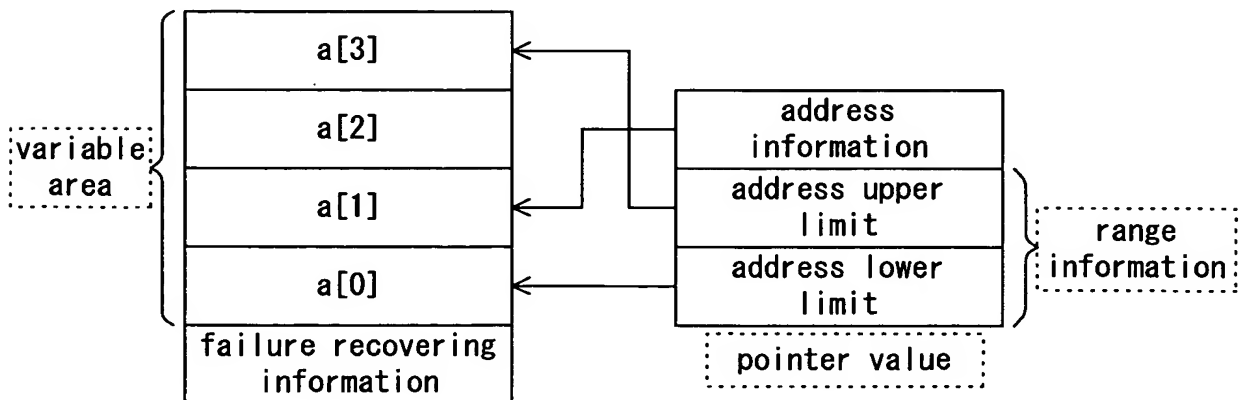 a[3]
a[2]
a[1]
a[0]
failure recovering
information
variable
area
address
information
address upper
limit
address lower
limit
range
information
pointer value